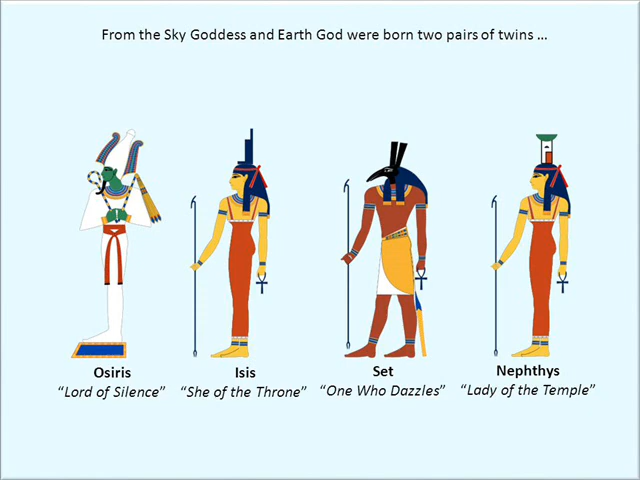 From the Sky Goddess and Earth God were born two pairs of twins ...
Osiris Isis Set Nephthys
“Lord of Silence” “She of the Throne” “One Who Dazzles” “Lady of the Temple”